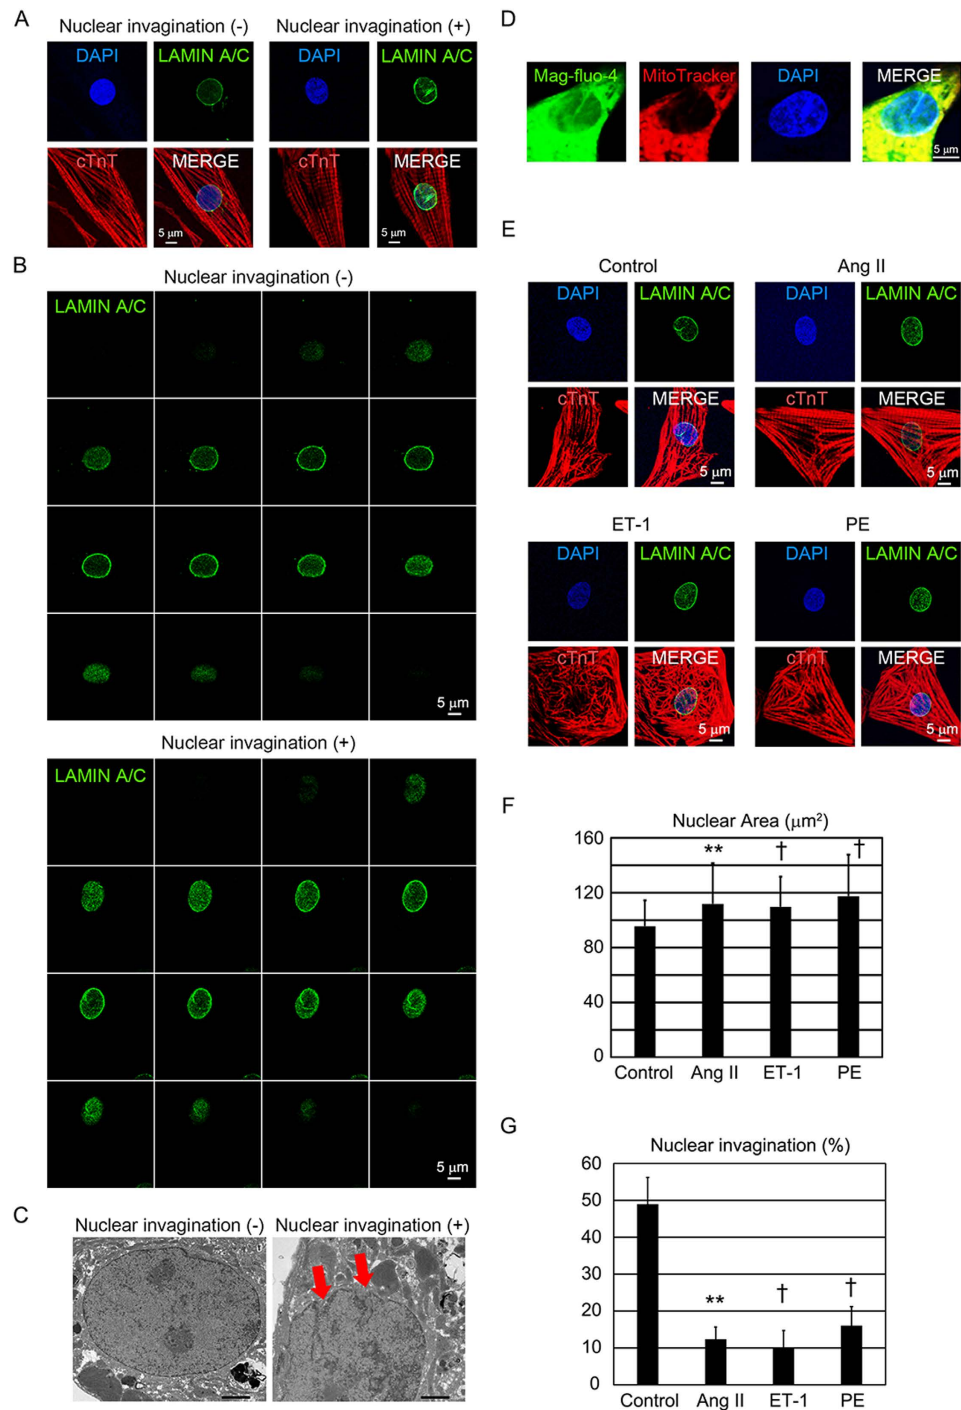 A
Nuclear invagination (-)
Nuclear invagination (+)
DAPI
LAMIN A/C
DAPI
LAMIN A/C
cTnT
MERGE
cTnT
MERGE
5 μm
5 μm
B
Nuclear invagination (-)
LAMIN A/C
5 μm
Nuclear invagination (+)
LAMIN A/C
5 μm
C
Nuclear invagination (-)
Nuclear invagination (+)
D
Mag-fluo-4
MitoTracker
DAPI
MERGE
5 μm
E
Control
Ang II
DAPI
LAMIN A/C
DAPI
LAMIN A/C
cTnT
MERGE
cTnT
MERGE
5 μm
5 μm
ET-1
PE
DAPI
LAMIN A/C
DAPI
LAMIN A/C
cTnT
MERGE
cTnT
MERGE
5 μm
5 μm
F
Nuclear Area (μm²)
160
120
80
40
0
**
†
†
Control
Ang II
ET-1
PE
G
Nuclear invagination (%)
60
50
40
30
20
10
0
**
†
†
Control
Ang II
ET-1
PE